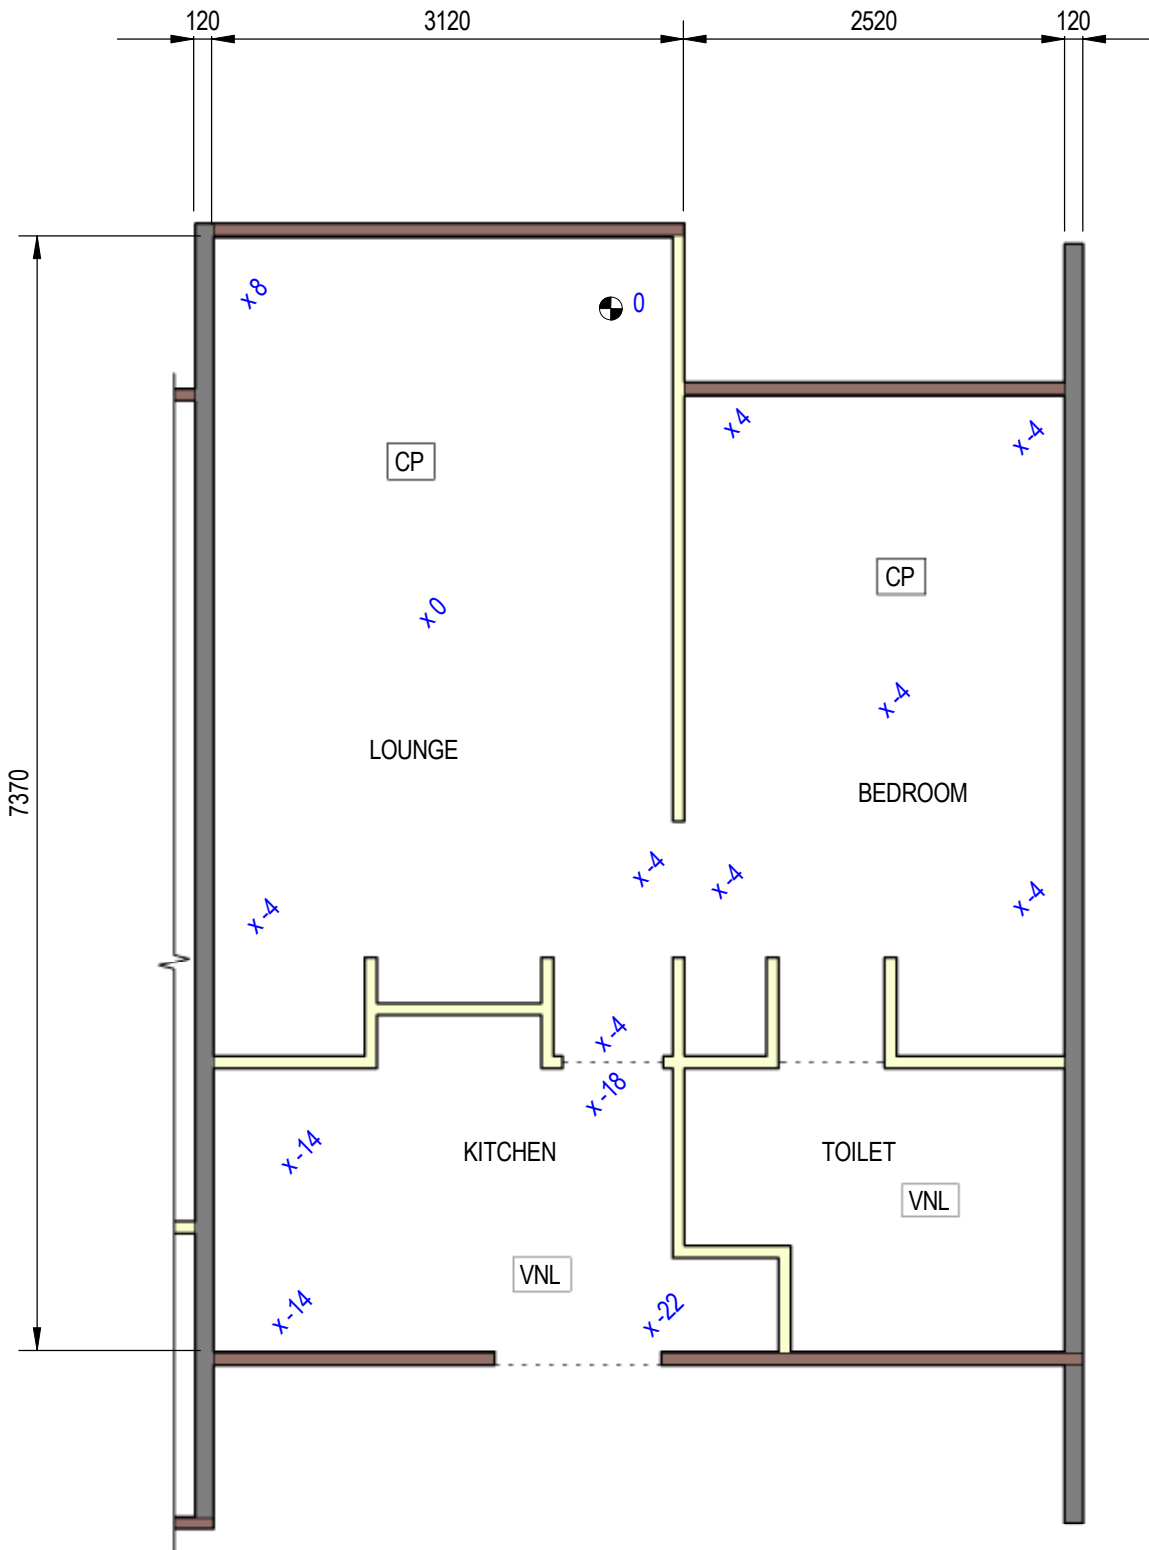 120
3120
2520
120
x 8
0
x 4
x -4
CP
CP
x 0
x -4
LOUNGE
7370
BEDROOM
x -4
x -4
x -4
x -4
x -4
x -18
x -14
KITCHEN
TOILET
VNL
VNL
x -14
x -22